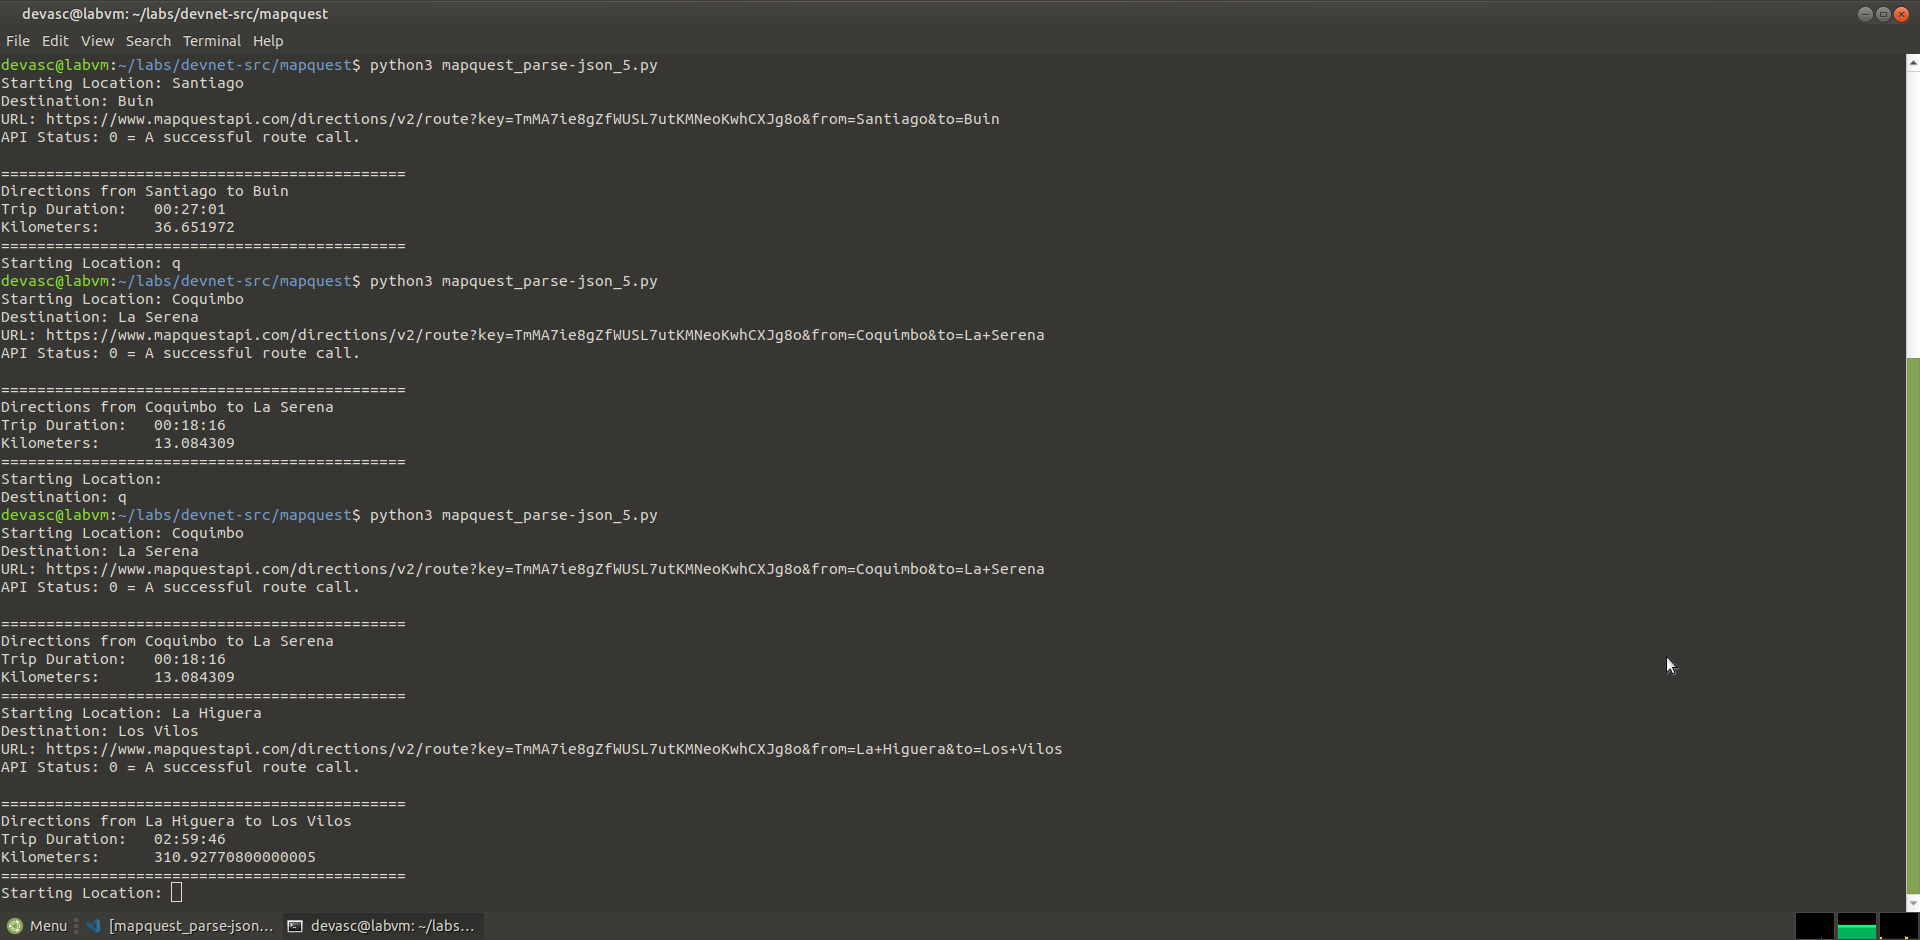 devasc@labvm: ~/labs/devnet-src/mapquest
File Edit View Search Terminal Help
devasc@labvm:~/labs/devnet-src/mapquest$ python3 mapquest_parse-json_5.py
Starting Location: Santiago
Destination: Buin
URL: https://www.mapquestapi.com/directions/v2/route?key=TmMA7ie8gZfWUSL7utKMNeoKwhCXJg8o&from=Santiago&to=Buin
API Status: 0 = A successful route call.
=============================================
Directions from Santiago to Buin
Trip Duration:   00:27:01
Kilometers:      36.651972
=============================================
Starting Location: q
devasc@labvm:~/labs/devnet-src/mapquest$ python3 mapquest_parse-json_5.py
Starting Location: Coquimbo
Destination: La Serena
URL: https://www.mapquestapi.com/directions/v2/route?key=TmMA7ie8gZfWUSL7utKMNeoKwhCXJg8o&from=Coquimbo&to=La+Serena
API Status: 0 = A successful route call.
=============================================
Directions from Coquimbo to La Serena
Trip Duration:   00:18:16
Kilometers:      13.084309
=============================================
Starting Location:
Destination: q
devasc@labvm:~/labs/devnet-src/mapquest$ python3 mapquest_parse-json_5.py
Starting Location: Coquimbo
Destination: La Serena
URL: https://www.mapquestapi.com/directions/v2/route?key=TmMA7ie8gZfWUSL7utKMNeoKwhCXJg8o&from=Coquimbo&to=La+Serena
API Status: 0 = A successful route call.
=============================================
Directions from Coquimbo to La Serena
Trip Duration:   00:18:16
Kilometers:      13.084309
=============================================
Starting Location: La Higuera
Destination: Los Vilos
URL: https://www.mapquestapi.com/directions/v2/route?key=TmMA7ie8gZfWUSL7utKMNeoKwhCXJg8o&from=La+Higuera&to=Los+Vilos
API Status: 0 = A successful route call.
=============================================
Directions from La Higuera to Los Vilos
Trip Duration:   02:59:46
Kilometers:      310.92770800000005
=============================================
Starting Location:
Menu [mapquest_parse-json... devasc@labvm: ~/labs...